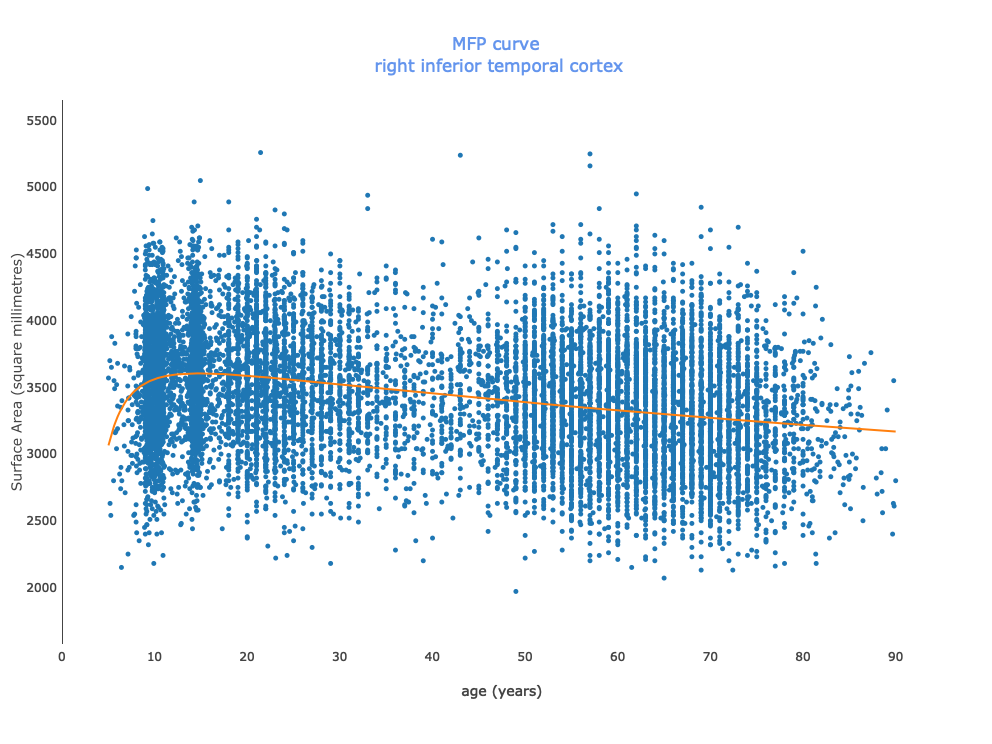 MFP curve
right inferior temporal cortex
Surface Area (square millimetres)
5500
5000
4500
4000
3500
3000
2500
2000
0 10 20 30 40 50 60 70 80 90
age (years)